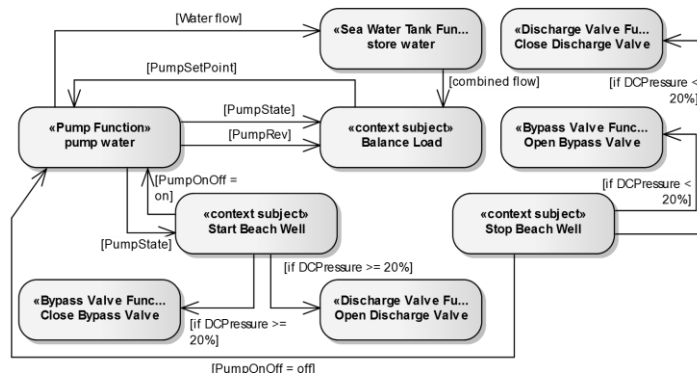 [Water flow]
«Sea Water Tank Fun...
store water
«Discharge Valve Fu...
Close Discharge Valve
[PumpSetPoint]
[combined flow]
[if DCPressure <
20%]
«Pump Function»
pump water
[PumpState]
[PumpRev]
«context subject»
Balance Load
«Bypass Valve Func...
Open Bypass Valve
[PumpOnOff =
on]
[if DCPressure <
20%]
[PumpState]
«context subject»
Start Beach Well
«context subject»
Stop Beach Well
[if DCPressure >= 20%]
«Bypass Valve Func...
Close Bypass Valve
[if DCPressure >=
20%]
«Discharge Valve Fu...
Open Discharge Valve
[PumpOnOff = off]